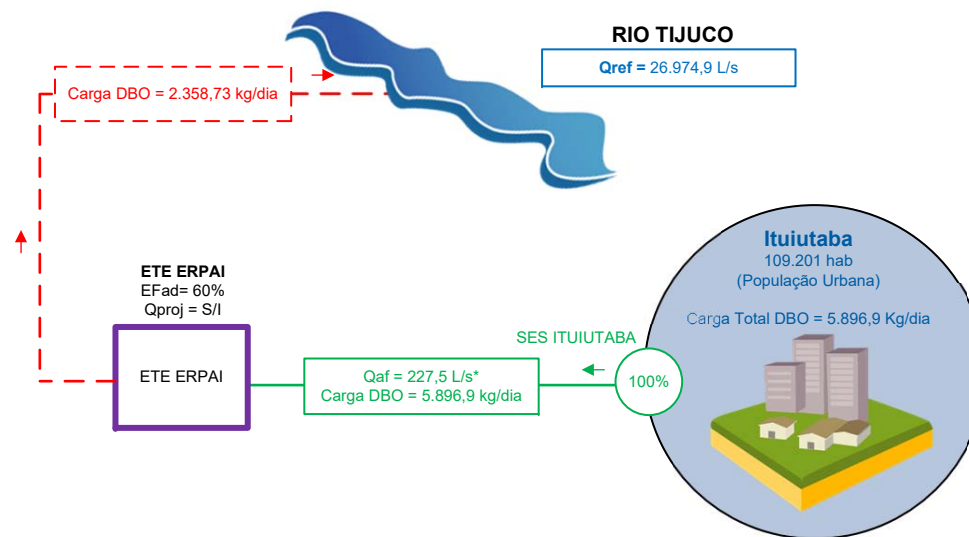 RIO TIJUCO
Qref = 26.974,9 L/s
Carga DBO = 2.358,73 kg/dia
Ituiutaba
109.201 hab
(População Urbana)
Carga Total DBO = 5.896,9 Kg/dia
ETE ERPAI
EFad= 60%
Qproj = S/I
SES ITUIUTABA
ETE ERPAI
Qaf = 227,5 L/s*
Carga DBO = 5.896,9 kg/dia
100%